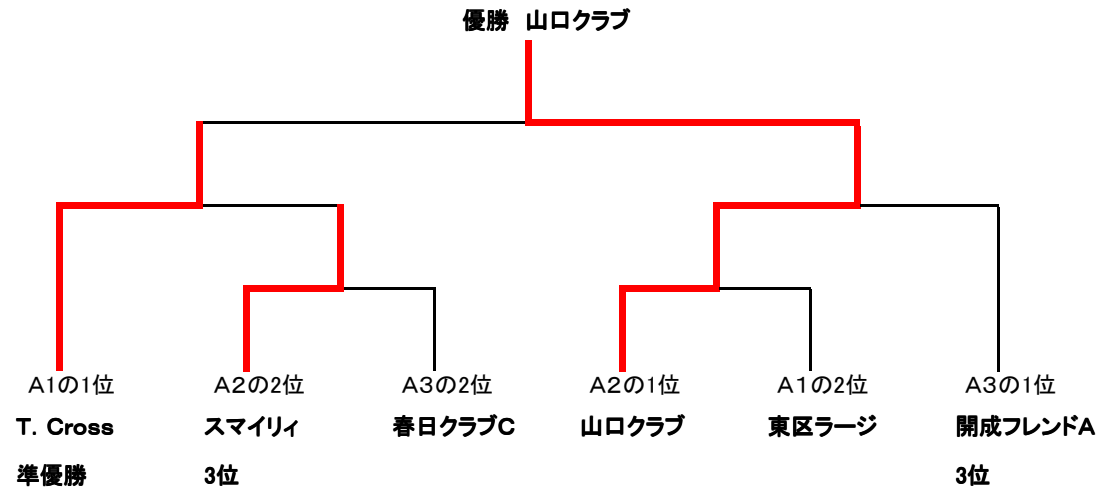 優勝 山口クラブ
A1の1位 A2の2位 A3の2位 A2の1位 A1の2位 A3の1位
T. Cross スマイリィ 春日クラブC 山口クラブ 東区ラージ 開成フレンドA
準優勝 3位 3位